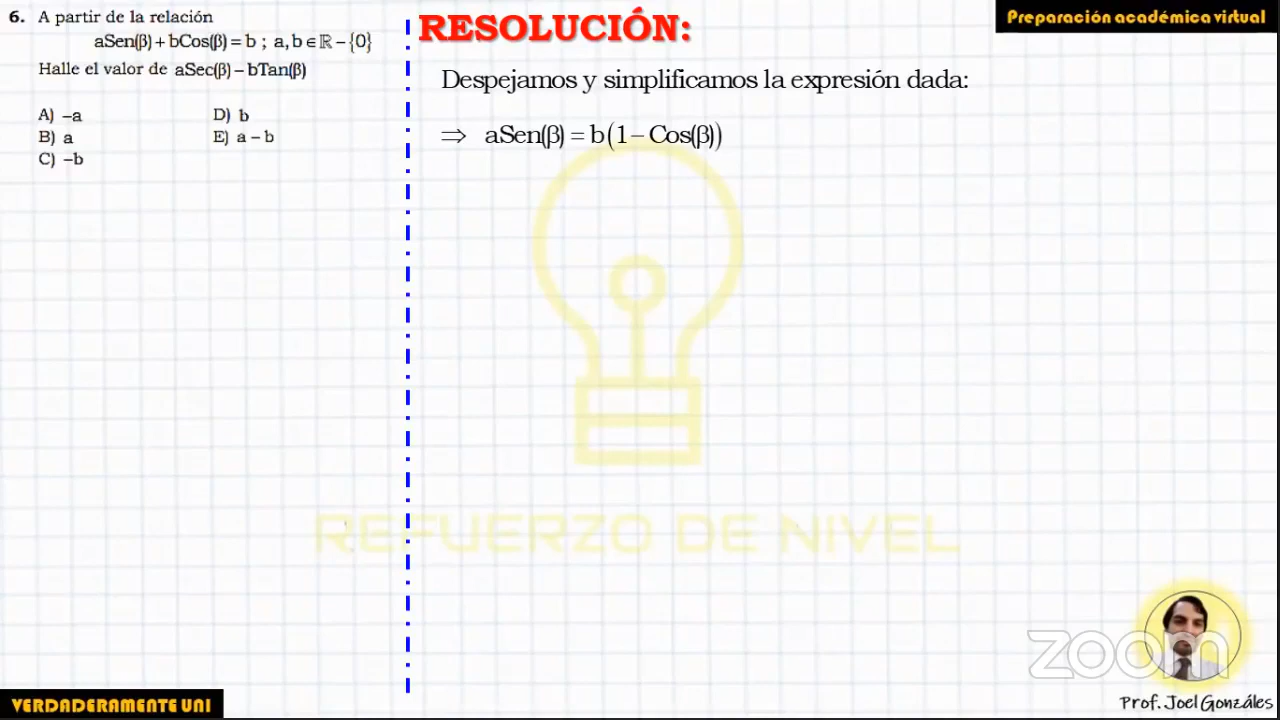 6. A partir de la relación
aSen(β) + bCos(β) = b ; a, b ∈ ℝ – {0}
Halle el valor de aSec(β) – bTan(β)
A) –a
B) a
C) –b
D) b
E) a – b
RESOLUCIÓN:
Despejamos y simplificamos la expresión dada:
⇒ aSen(β) = b(1 – Cos(β))
Preparación académica virtual
REFUERZO DE NIVEL
zoom
Prof. Joel Gonzáles
VERDADERAMENTE UNI